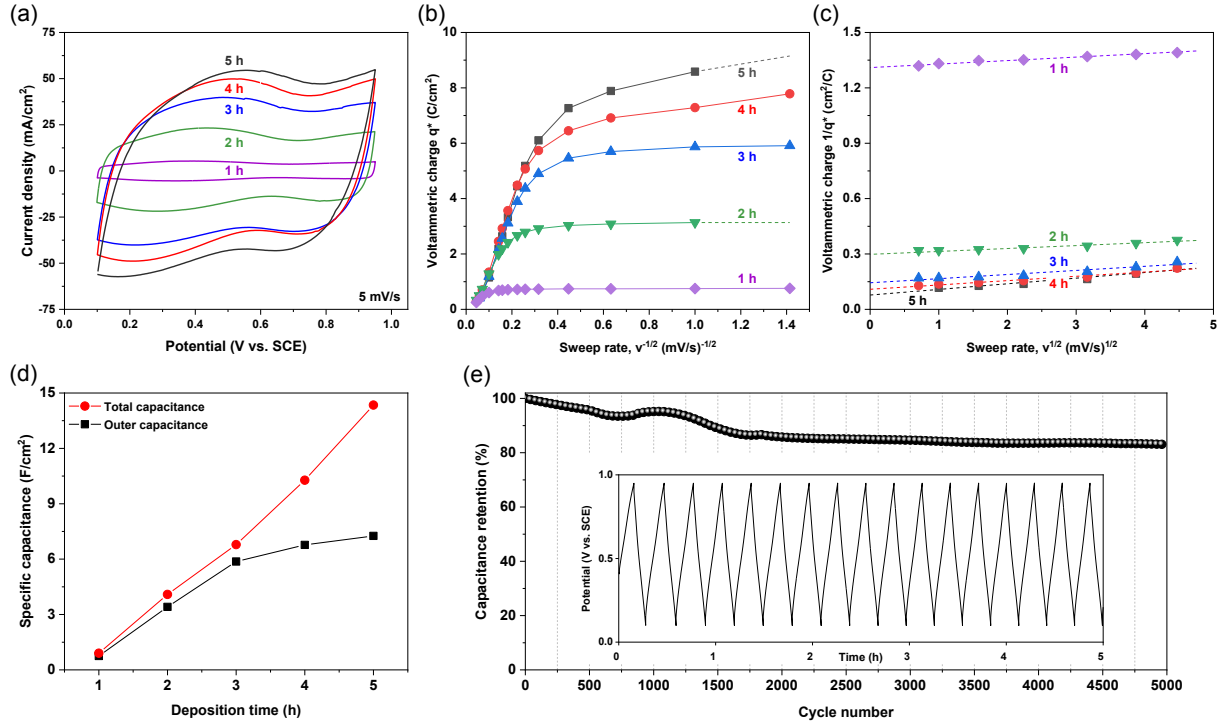 (a)
75
50
25
0
-25
-50
-75
0.0
0.2
0.4
0.6
0.8
1.0
Current density (mA/cm²)
Potential (V vs. SCE)
5 h
4 h
3 h
2 h
1 h
5 mV/s
(b)
10
8
6
4
2
0
0.0
0.2
0.4
0.6
0.8
1.0
1.2
1.4
Voltammetric charge q* (C/cm²)
Sweep rate, v⁻¹/² (mV/s)⁻¹/²
5 h
4 h
3 h
2 h
1 h
(c)
1.5
1.2
0.9
0.6
0.3
0.0
0
1
2
3
4
5
Voltammetric charge 1/q* (cm²/C)
Sweep rate, v¹/² (mV/s)¹/²
1 h
2 h
3 h
4 h
5 h
(d)
15
12
9
6
3
0
1
2
3
4
5
Specific capacitance (F/cm²)
Deposition time (h)
Total capacitance
Outer capacitance
(e)
100
80
60
40
20
0
0
500
1000
1500
2000
2500
3000
3500
4000
4500
5000
Capacitance retention (%)
Cycle number
1.0
0.5
0.0
0
1
2
3
4
5
Potential (V vs. SCE)
Time (h)